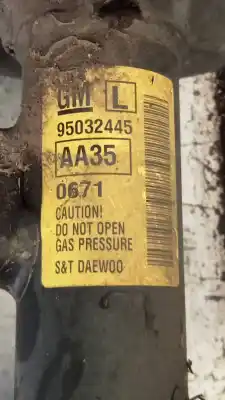 GM L
95032445
AA35
0671
CAUTION!
DO NOT OPEN
GAS PRESSURE
S&T DAEWOO